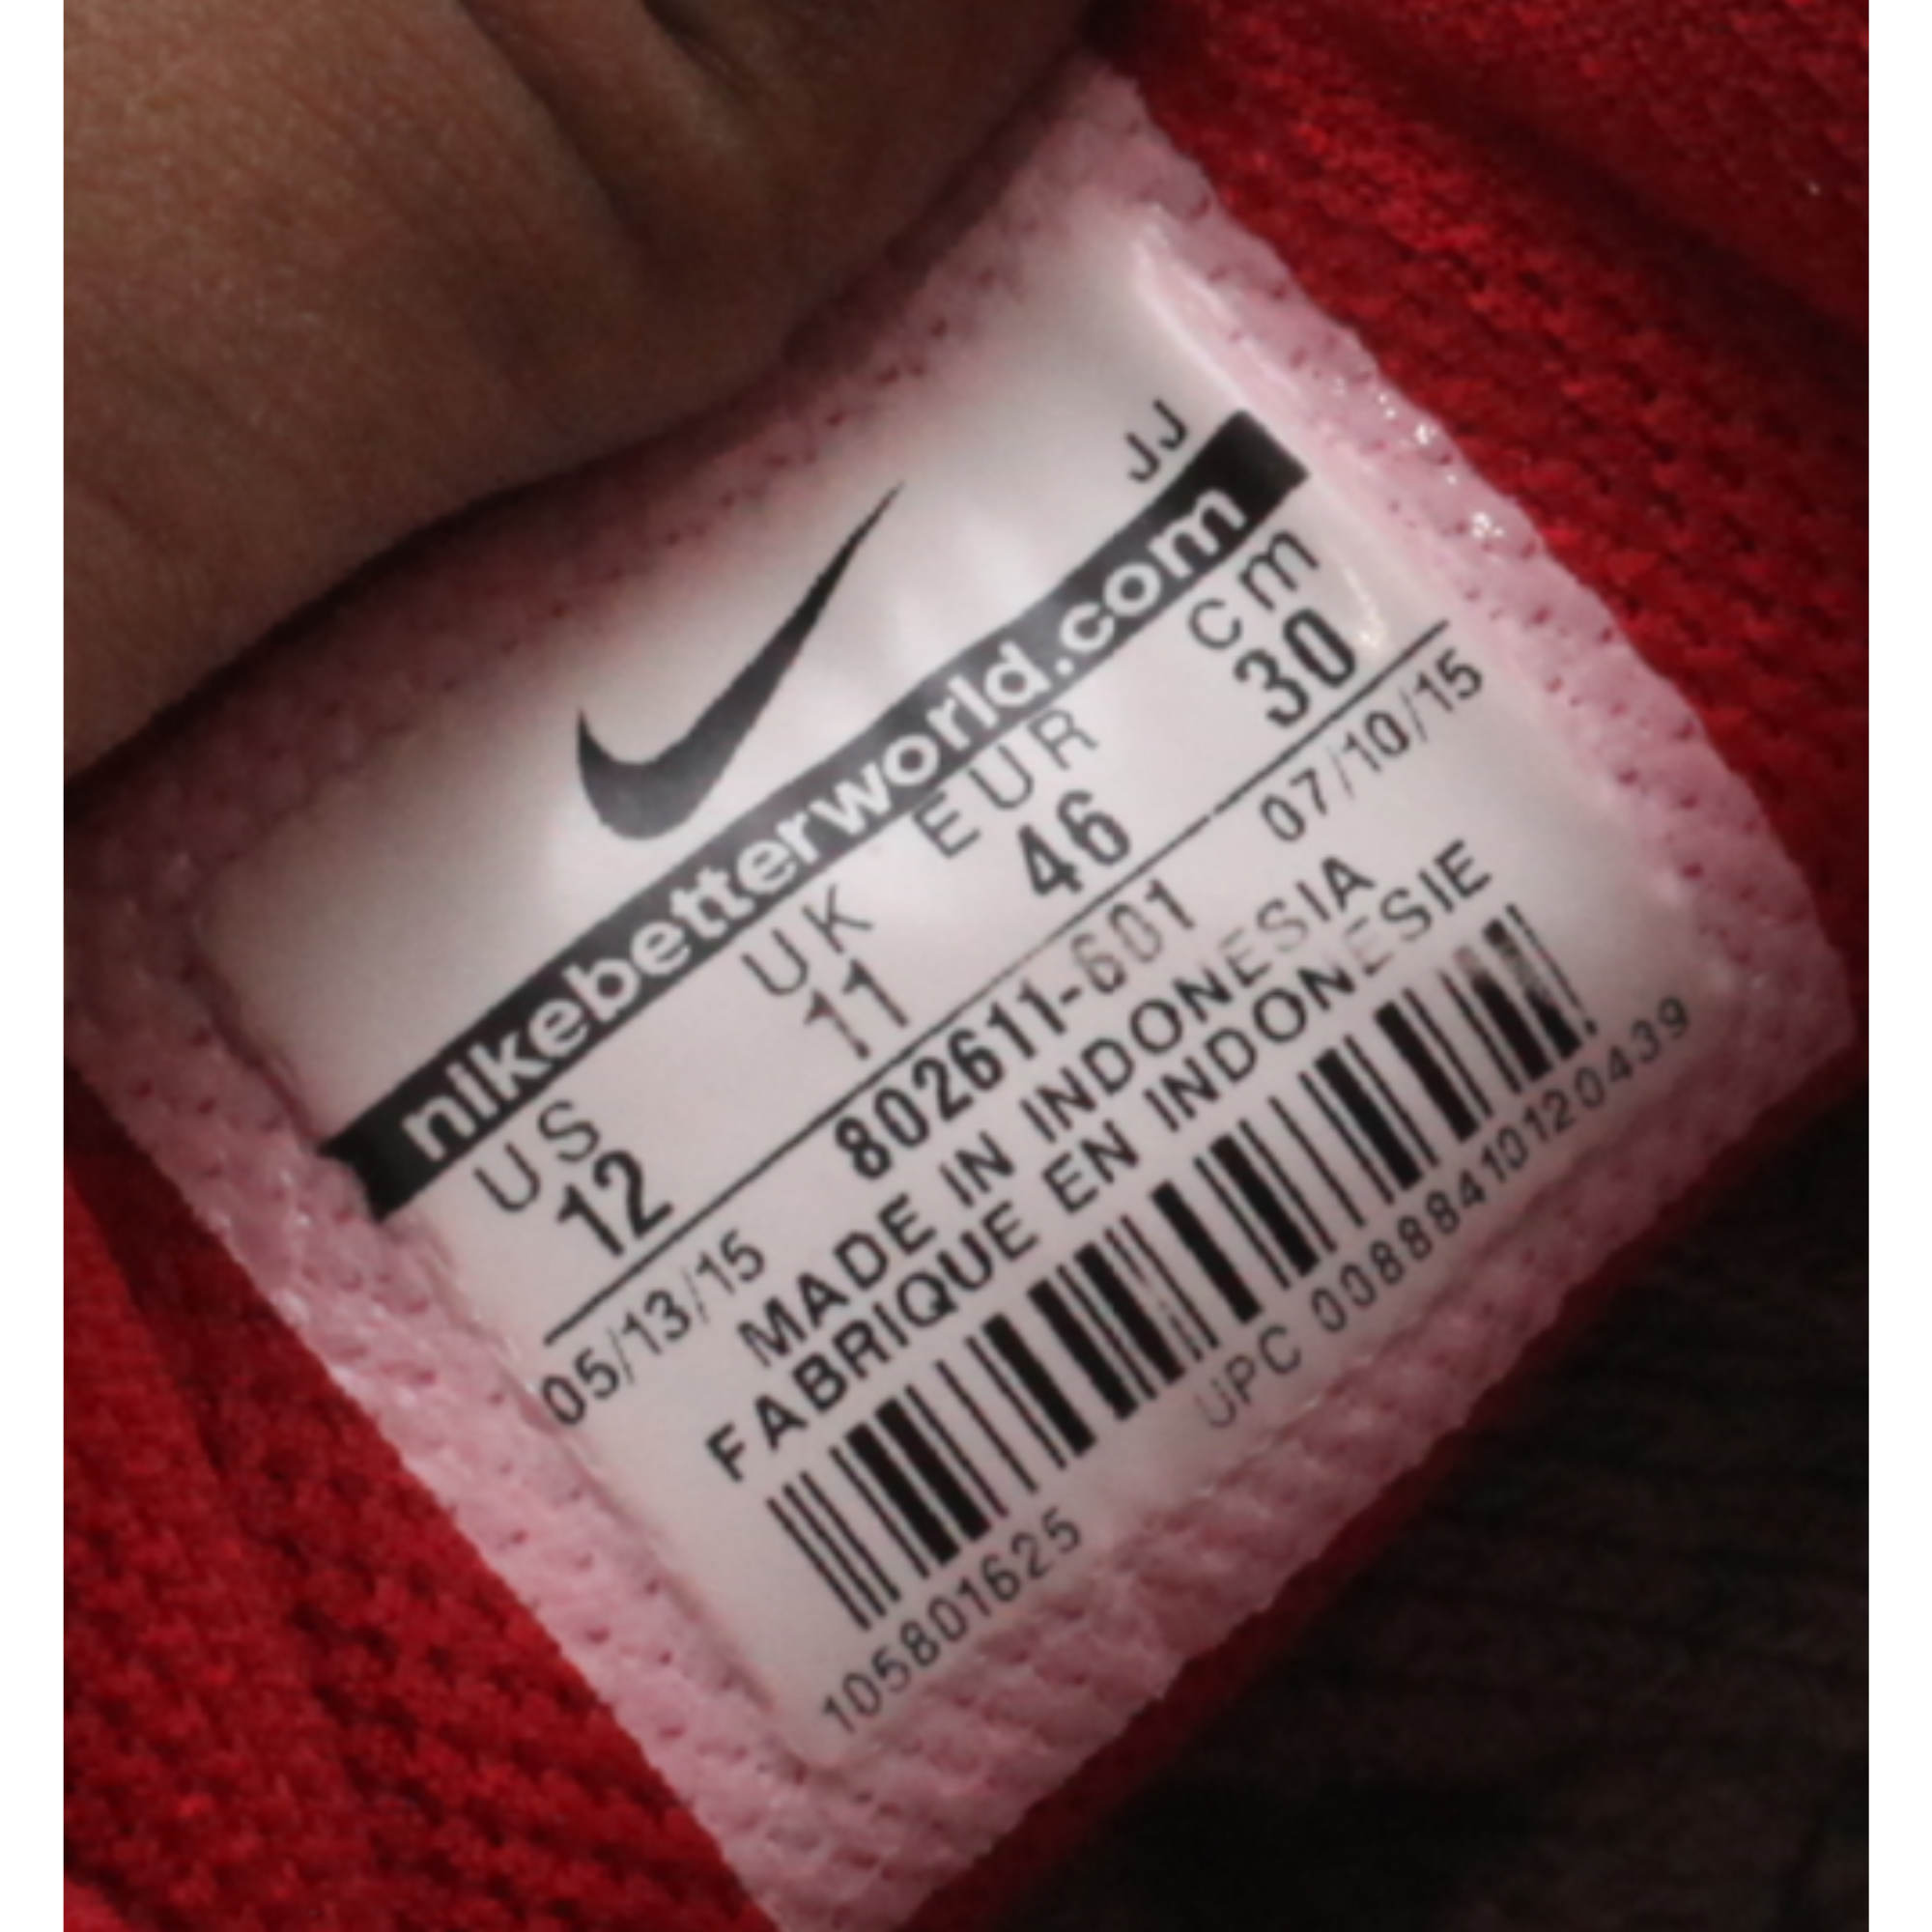 JJ
nikebetterworld.com
US UK EUR cm
12 11 46 30
05/13/15 802611-601 07/10/15
MADE IN INDONESIA
FABRIQUE EN INDONESIE
105801625 UPC 00888410120439